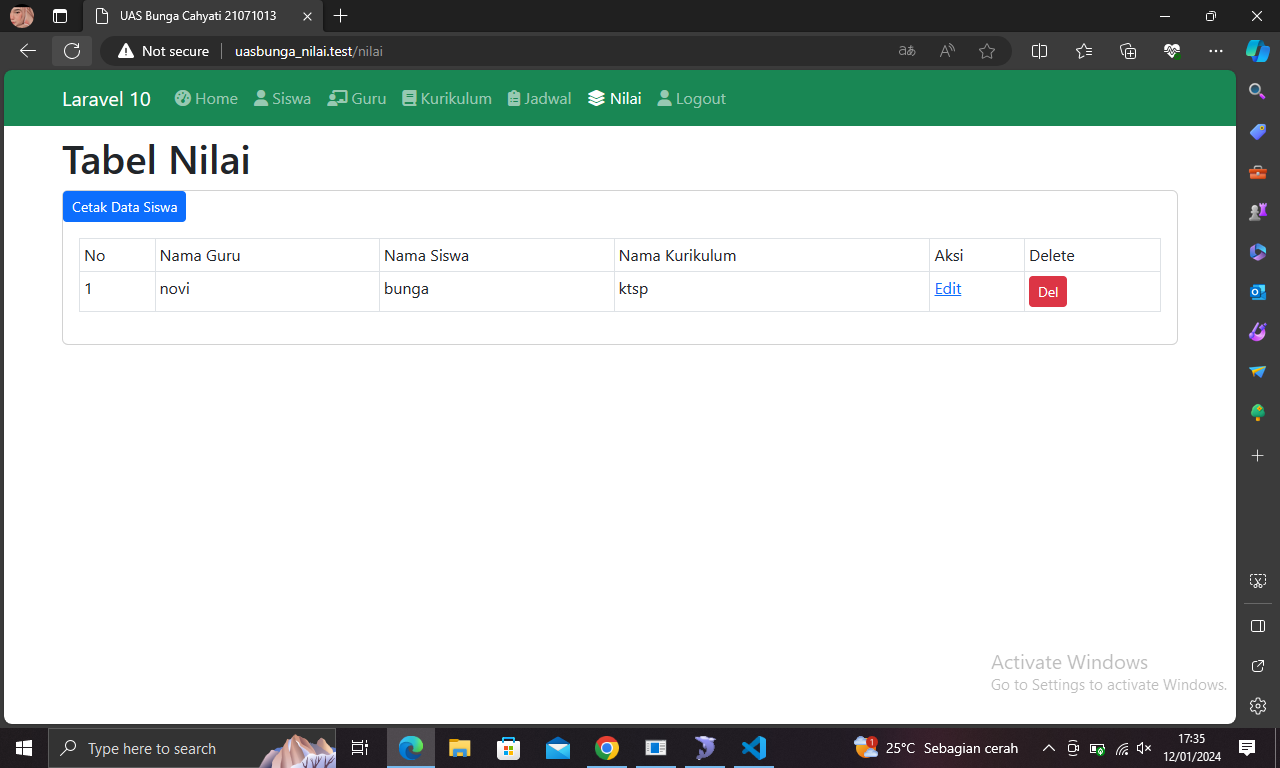 UAS Bunga Cahyati 21071013
Not secure uasbunga_nilai.test/nilai
Laravel 10 Home Siswa Guru Kurikulum Jadwal Nilai Logout
Tabel Nilai
Cetak Data Siswa
No Nama Guru Nama Siswa Nama Kurikulum Aksi Delete
1 novi bunga ktsp Edit Del
Activate Windows
Go to Settings to activate Windows.
Type here to search
1
25°C Sebagian cerah
17:35
12/01/2024